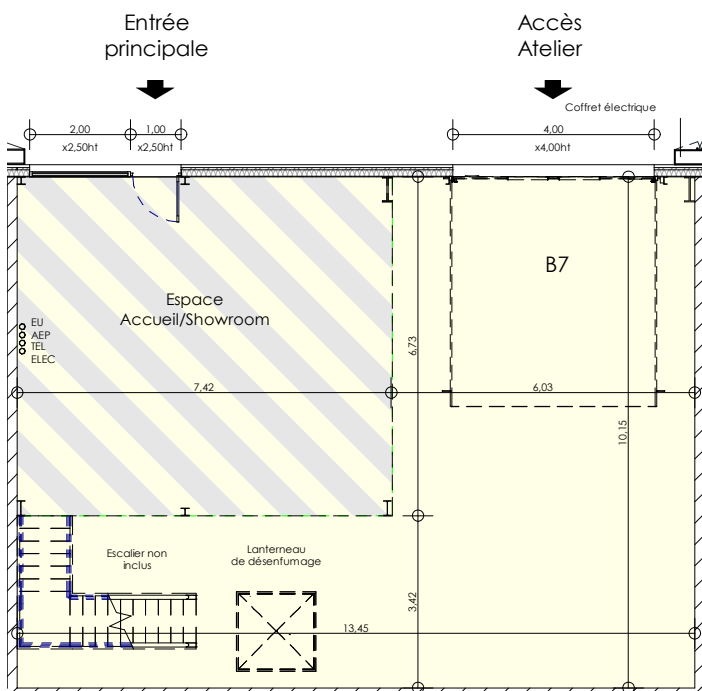 Entrée
principale
Accès
Atelier
Coffret électrique
2,00
1,00
4,00
x2,50ht
x2,50ht
x4,00ht
B7
Espace
Accueil/Showroom
EU
AEP
TEL
ELEC
6,73
7,42
6,03
10,15
Escalier non
inclus
Lanterneau
de désenfumage
3,42
13,45